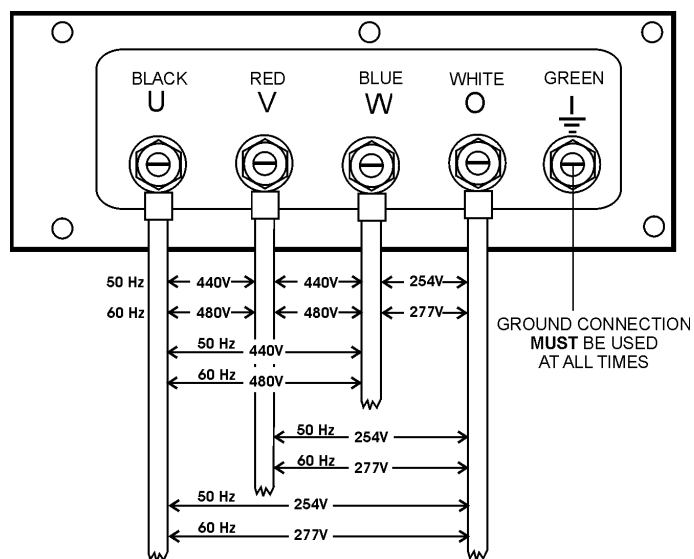 BLACK RED BLUE WHITE GREEN
U V W O I
50 Hz 440V 440V 254V
60 Hz 480V 480V 277V
GROUND CONNECTION
MUST BE USED
AT ALL TIMES
50 Hz 440V
60 Hz 480V
50 Hz 254V
60 Hz 277V
50 Hz 254V
60 Hz 277V